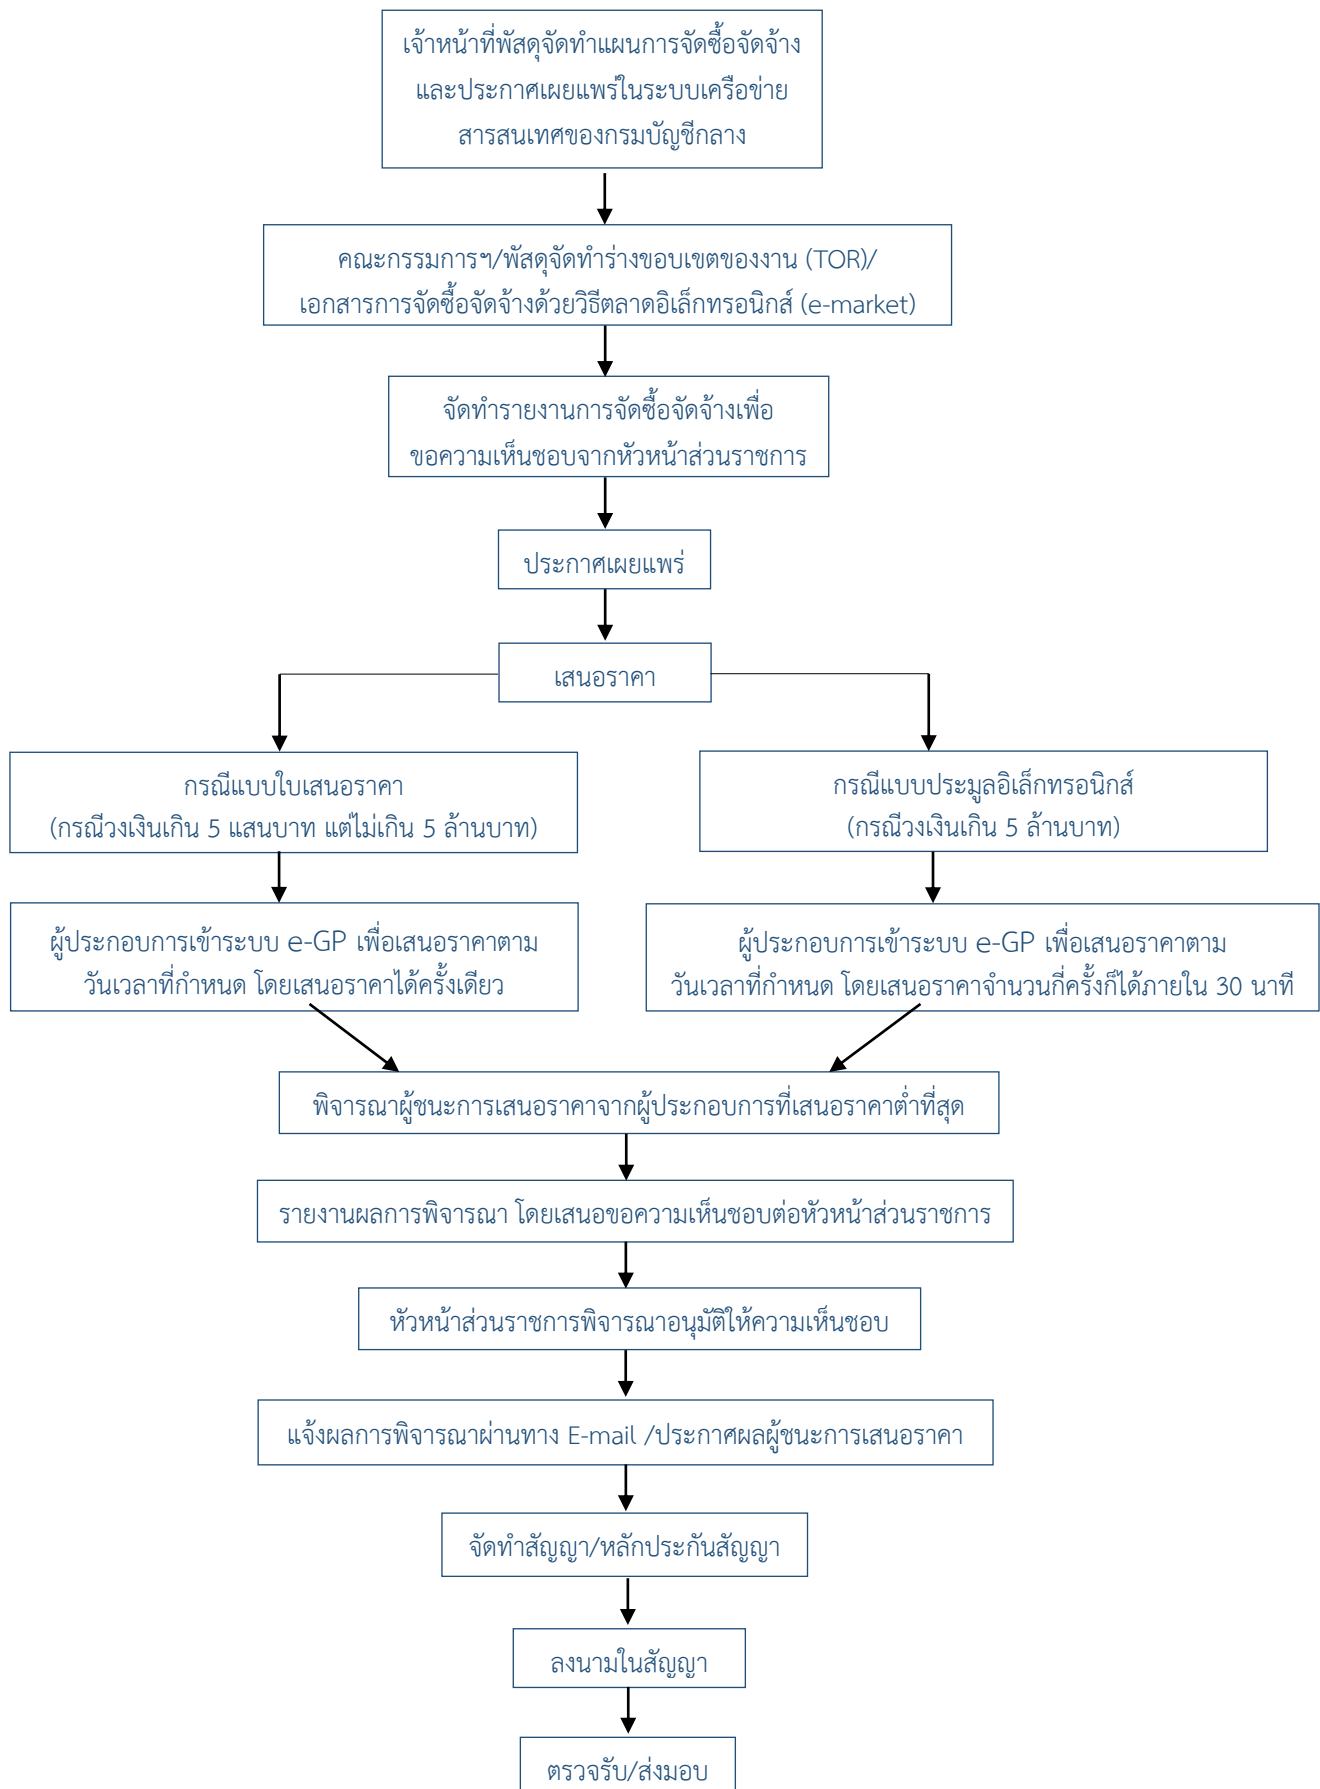 เจ้าหน้าที่พัสดุจัดทำแผนการจัดซื้อจัดจ้าง
และประกาศเผยแพร่ในระบบเครือข่าย
สารสนเทศของกรมบัญชีกลาง
คณะกรรมการฯ/พัสดุจัดทำร่างขอบเขตของงาน (TOR)/
เอกสารการจัดซื้อจัดจ้างด้วยวิธีตลาดอิเล็กทรอนิกส์ (e-market)
จัดทำรายงานการจัดซื้อจัดจ้างเพื่อ
ขอความเห็นชอบจากหัวหน้าส่วนราชการ
ประกาศเผยแพร่
เสนอราคา
กรณีแบบใบเสนอราคา
(กรณีวงเงินเกิน 5 แสนบาท แต่ไม่เกิน 5 ล้านบาท)
กรณีแบบประมูลอิเล็กทรอนิกส์
(กรณีวงเงินเกิน 5 ล้านบาท)
ผู้ประกอบการเข้าระบบ e-GP เพื่อเสนอราคาตาม
วันเวลาที่กำหนด โดยเสนอราคาได้ครั้งเดียว
ผู้ประกอบการเข้าระบบ e-GP เพื่อเสนอราคาตาม
วันเวลาที่กำหนด โดยเสนอราคาจำนวนกี่ครั้งก็ได้ภายใน 30 นาที
พิจารณาผู้ชนะการเสนอราคาจากผู้ประกอบการที่เสนอราคาต่ำที่สุด
รายงานผลการพิจารณา โดยเสนอขอความเห็นชอบต่อหัวหน้าส่วนราชการ
หัวหน้าส่วนราชการพิจารณาอนุมัติให้ความเห็นชอบ
แจ้งผลการพิจารณาผ่านทาง E-mail /ประกาศผลผู้ชนะการเสนอราคา
จัดทำสัญญา/หลักประกันสัญญา
ลงนามในสัญญา
ตรวจรับ/ส่งมอบ